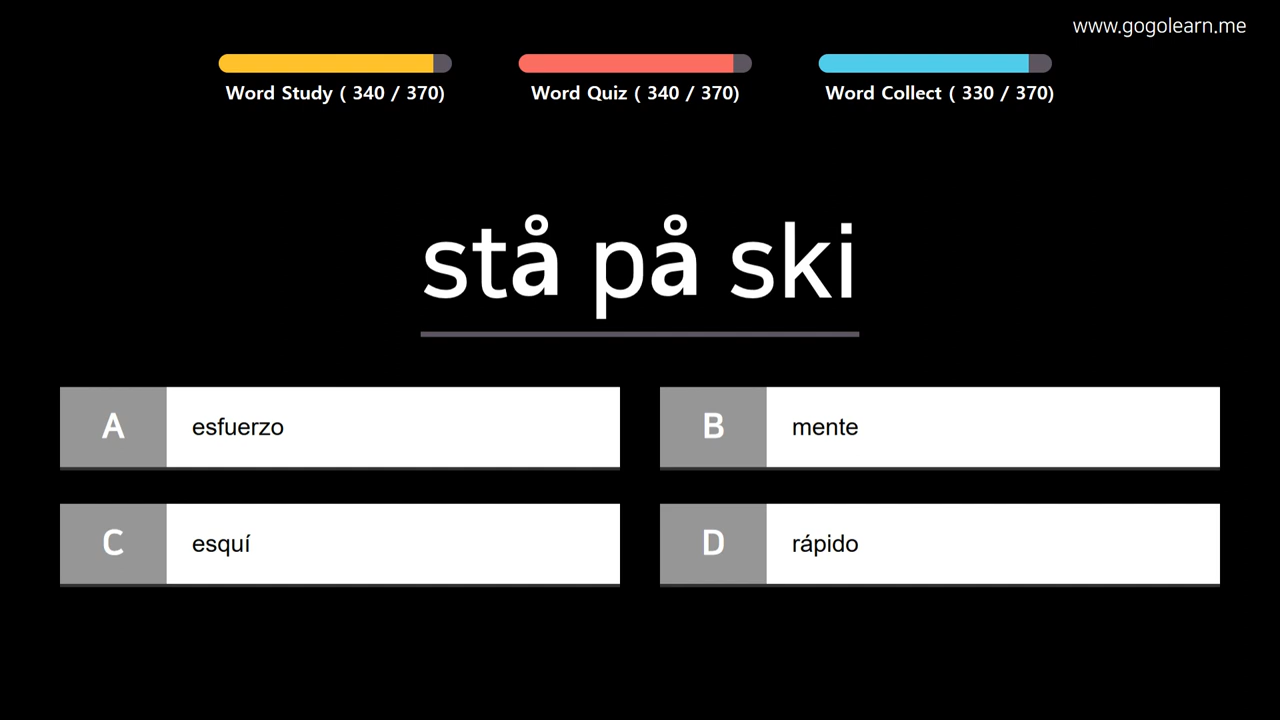 www.gogolearn.me
Word Study ( 340 / 370)
Word Quiz ( 340 / 370)
Word Collect ( 330 / 370)
stå på ski
A esfuerzo
B mente
C esquí
D rápido